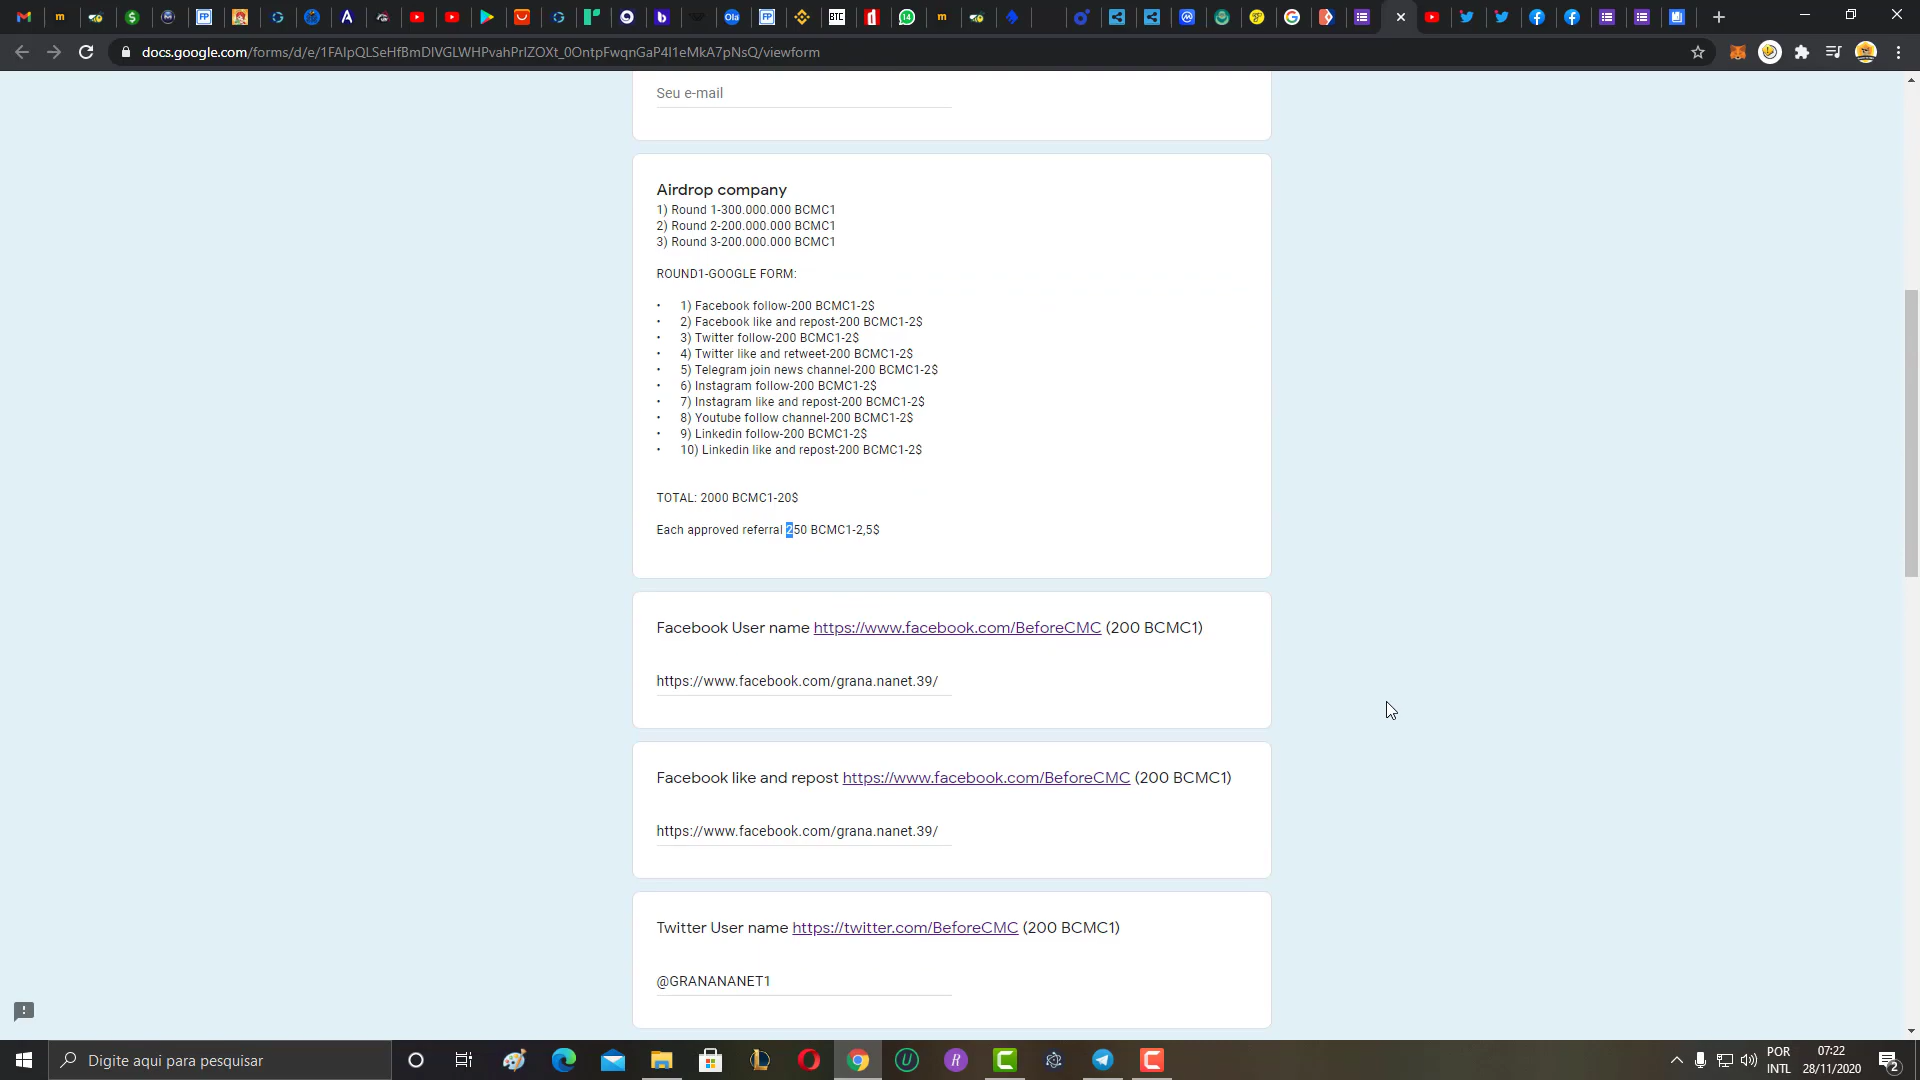 docs.google.com/forms/d/e/1FAIpQLSeHfBmDlVGLWHPvahPrlZOXt_0OntpFwqnGaP4l1eMkA7pNsQ/viewform
Seu e-mail
Airdrop company
1) Round 1-300.000.000 BCMC1
2) Round 2-200.000.000 BCMC1
3) Round 3-200.000.000 BCMC1
ROUND1-GOOGLE FORM:
• 1) Facebook follow-200 BCMC1-2$
• 2) Facebook like and repost-200 BCMC1-2$
• 3) Twitter follow-200 BCMC1-2$
• 4) Twitter like and retweet-200 BCMC1-2$
• 5) Telegram join news channel-200 BCMC1-2$
• 6) Instagram follow-200 BCMC1-2$
• 7) Instagram like and repost-200 BCMC1-2$
• 8) Youtube follow channel-200 BCMC1-2$
• 9) Linkedin follow-200 BCMC1-2$
• 10) Linkedin like and repost-200 BCMC1-2$
TOTAL: 2000 BCMC1-20$
Each approved referral 250 BCMC1-2,5$
Facebook User name https://www.facebook.com/BeforeCMC (200 BCMC1)
https://www.facebook.com/grana.nanet.39/
Facebook like and repost https://www.facebook.com/BeforeCMC (200 BCMC1)
https://www.facebook.com/grana.nanet.39/
Twitter User name https://twitter.com/BeforeCMC (200 BCMC1)
@GRANANANET1
Digite aqui para pesquisar
POR
INTL
07:22
28/11/2020
2